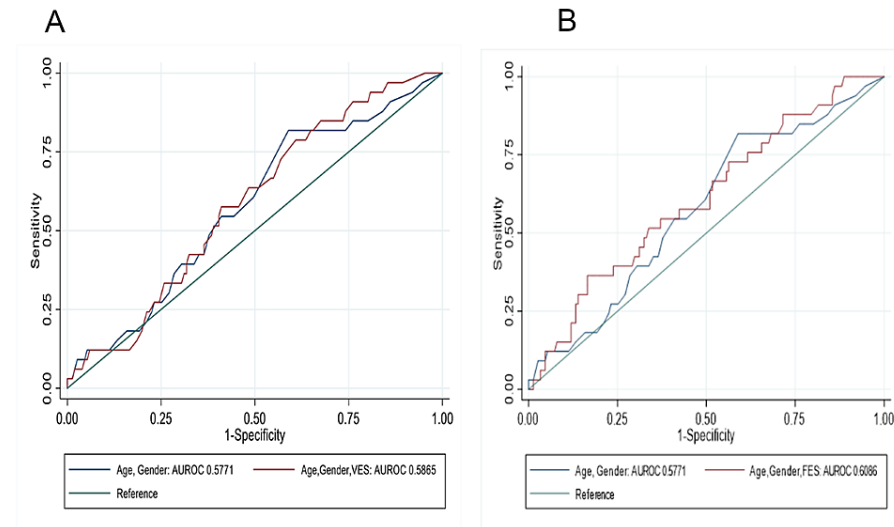 A
B
1.00
0.75
0.50
0.25
0.00
Sensitivity
0.00
0.25
0.50
0.75
1.00
1-Specificity
Age, Gender: AUROC 0.5771
Age,Gender,VES: AUROC 0.5865
Reference
1.00
0.75
0.50
0.25
0.00
Sensitivity
0.00
0.25
0.50
0.75
1.00
1-Specificity
Age, Gender: AUROC 0.5771
Age,Gender,FES: AUROC 0.6086
Reference